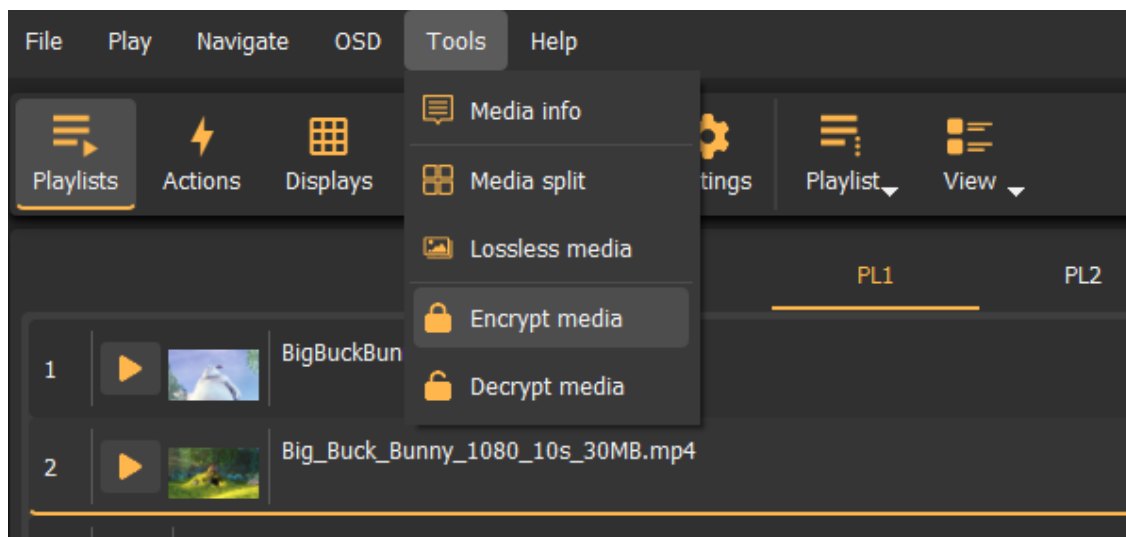 File Play Navigate OSD Tools Help
Media info
Media split
Lossless media
Encrypt media
Decrypt media
Playlists Actions Displays tings Playlist View
PL1 PL2
1 BigBuckBun
2 Big_Buck_Bunny_1080_10s_30MB.mp4